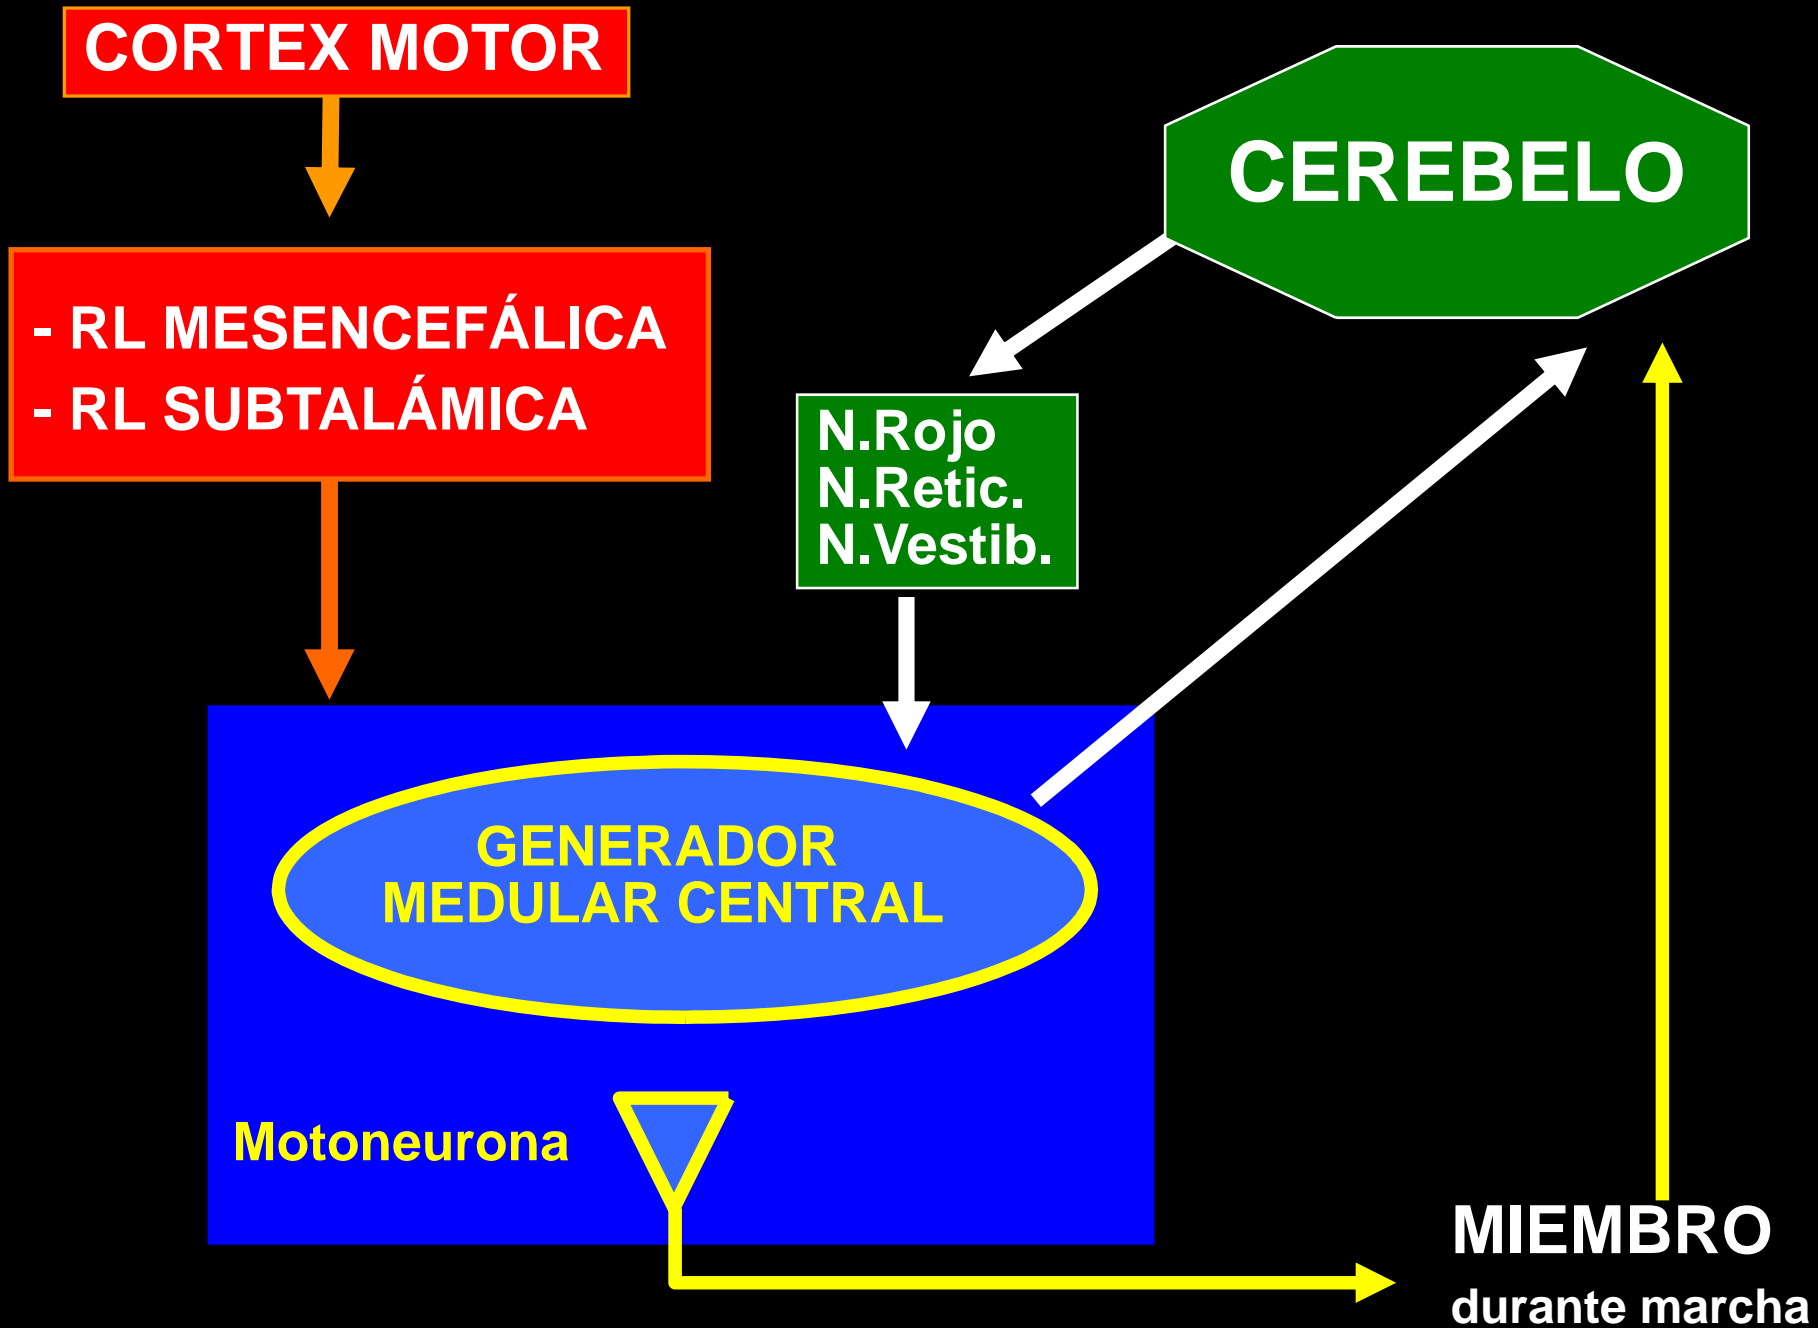 CORTEX MOTOR
CEREBELO
- RL MESENCEFÁLICA
- RL SUBTALÁMICA
N.Rojo
N.Retic.
N.Vestib.
GENERADOR
MEDULAR CENTRAL
Motoneurona
MIEMBRO
durante marcha